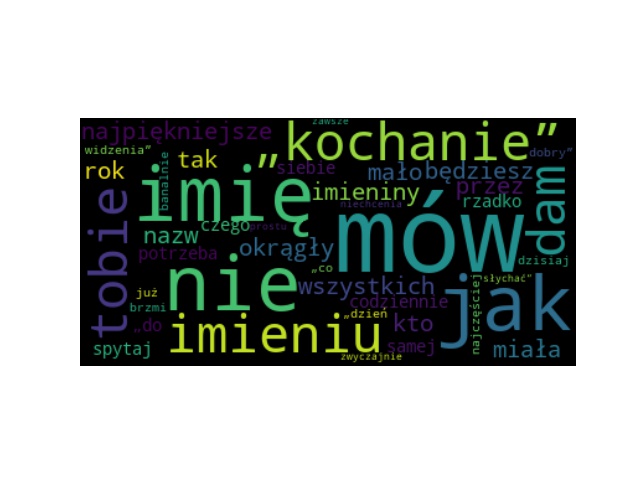 zawsze
najpiękniejsze
„kochanie”
widzenia”
dobry”
banalnie
rok
tak
siebie
mało
będziesz
imię
imieniny
przez
dam
tobie
niechcenia
rzadko
czego
prostu
nazw
mów
okrągły
potrzeba
nie
„co
dzisiaj
wszystkich
jak
słychać”
już
codziennie
brzmi
najczęściej
„dzień
„do
imieniu
kto
spytaj
samej
miała
zwyczajnie